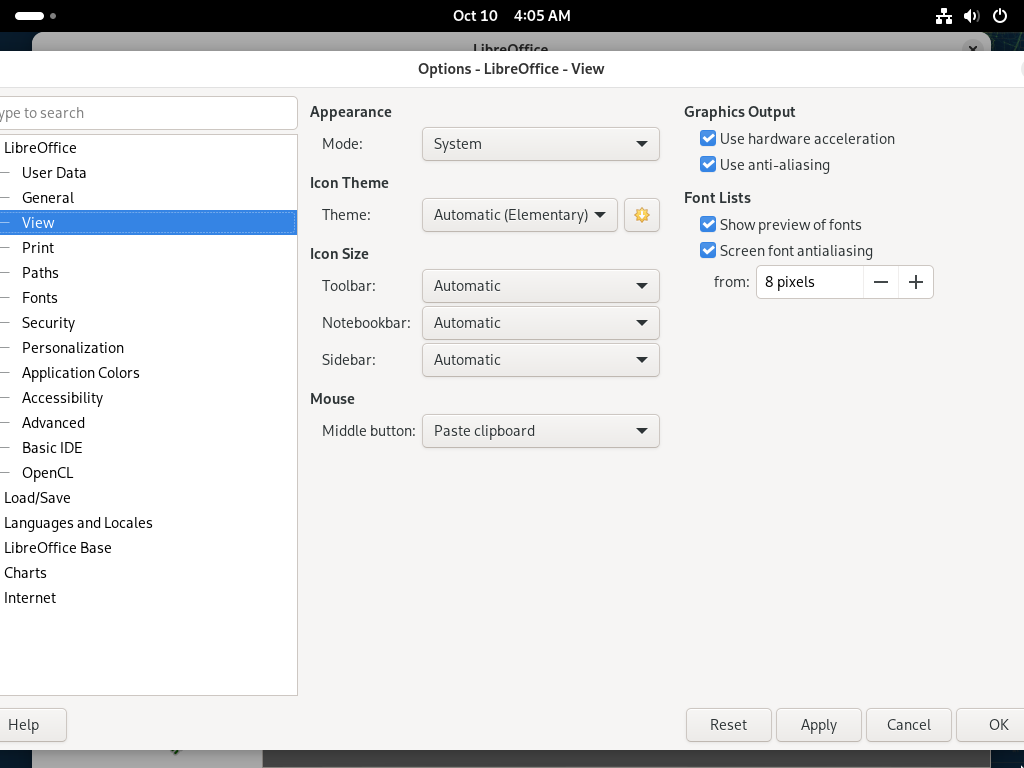 Oct 10 4:05 AM
LibreOffice
Options - LibreOffice - View
ype to search
LibreOffice
User Data
General
View
Print
Paths
Fonts
Security
Personalization
Application Colors
Accessibility
Advanced
Basic IDE
OpenCL
Load/Save
Languages and Locales
LibreOffice Base
Charts
Internet
Appearance
Mode: System
Icon Theme
Theme: Automatic (Elementary)
Icon Size
Toolbar: Automatic
Notebookbar: Automatic
Sidebar: Automatic
Mouse
Middle button: Paste clipboard
Graphics Output
Use hardware acceleration
Use anti-aliasing
Font Lists
Show preview of fonts
Screen font antialiasing
from: 8 pixels
Help
Reset
Apply
Cancel
OK